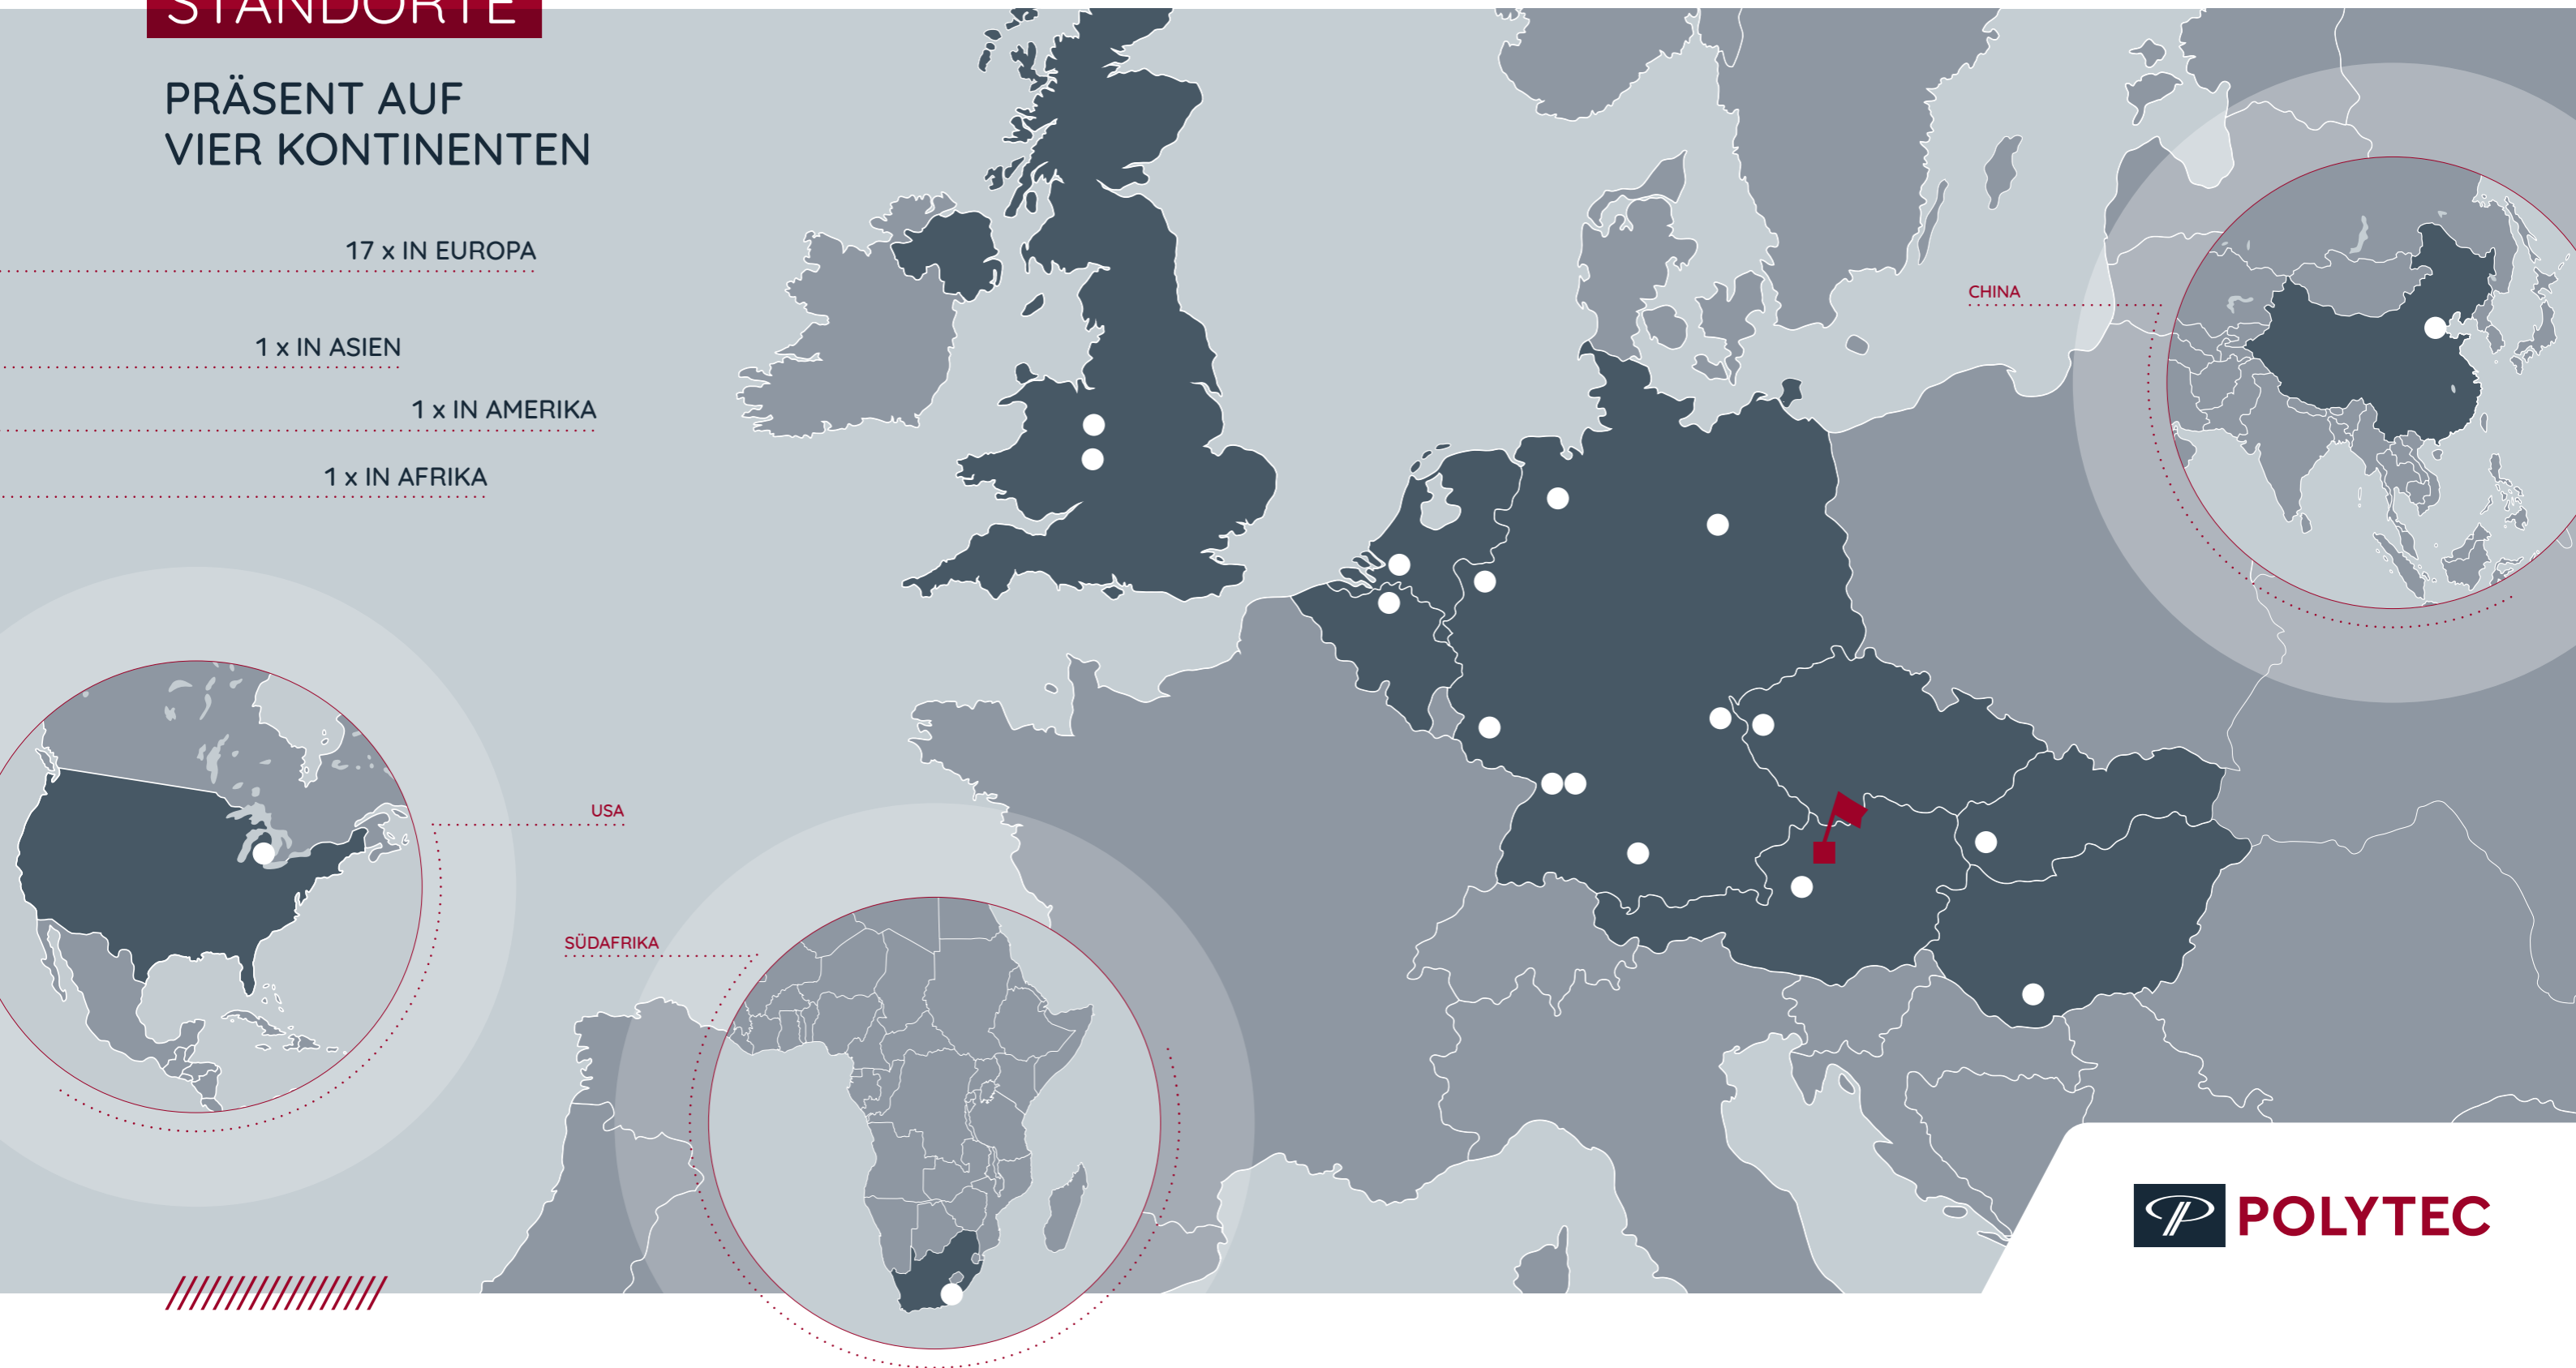 STANDORTE
PRÄSENT AUF
VIER KONTINENTEN
17 x IN EUROPA
1 x IN ASIEN
1 x IN AMERIKA
1 x IN AFRIKA
CHINA
USA
SÜDAFRIKA
POLYTEC